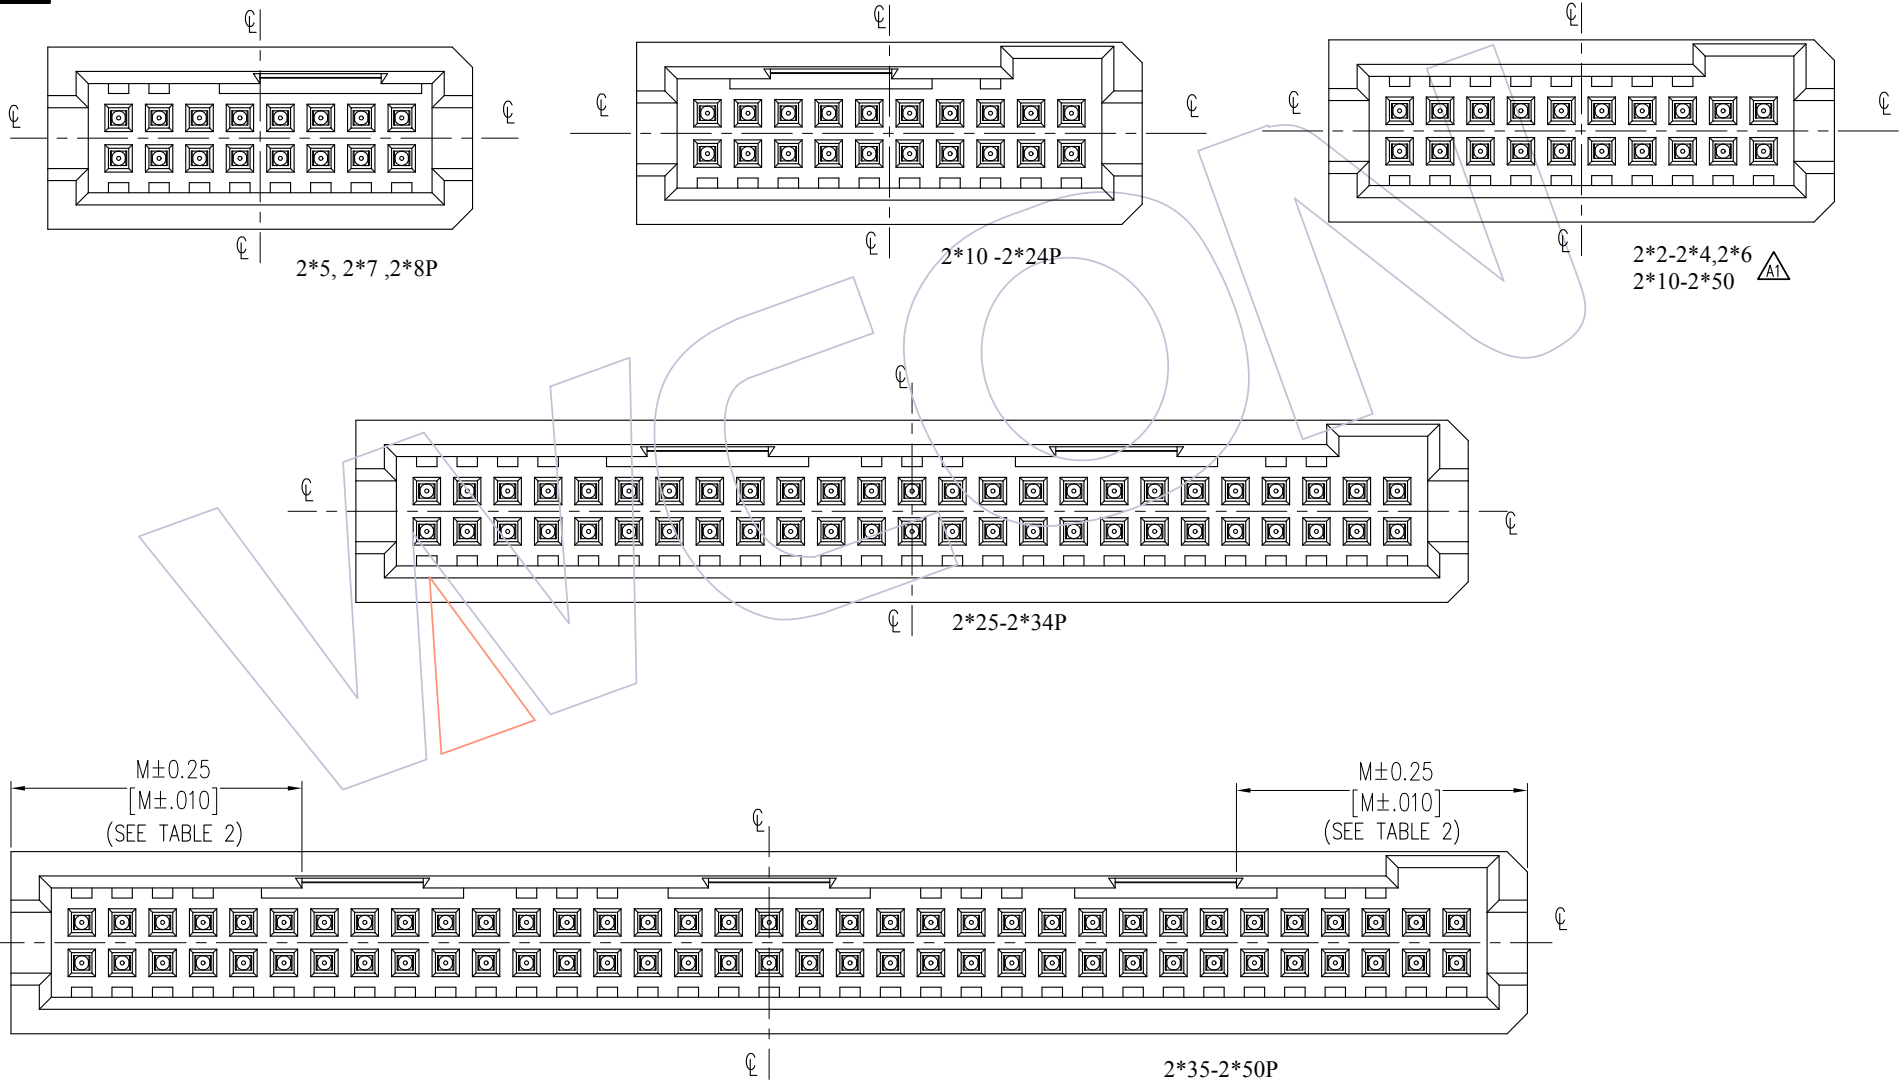 2*5, 2*7 ,2*8P
2*10 -2*24P
2*2-2*4,2*6
2*10-2*50
A1
2*25-2*34P
WCON
M±0.25
[M±.010]
(SEE TABLE 2)
M±0.25
[M±.010]
(SEE TABLE 2)
2*35-2*50P